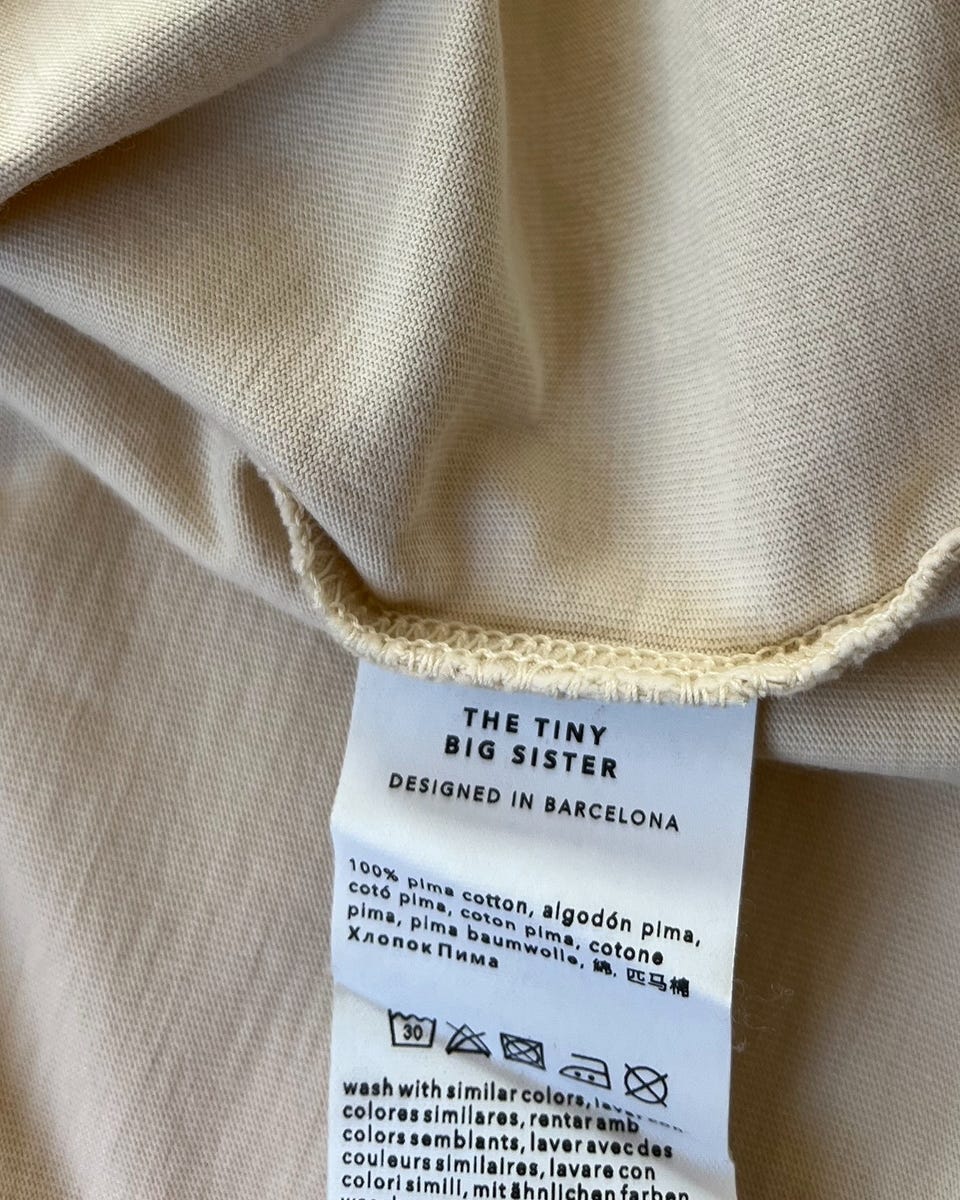 THE TINY
BIG SISTER
DESIGNED IN BARCELONA
100% pima cotton, algodón pima,
cotó pima, coton pima, cotone
pima, pima baumwolle, 綿, 匹马棉
Хлопок Пима
30
wash with similar colors,
colores similares, rentar amb
colors semblants, laver avec des
couleurs similaires, lavare con
colori simili, mit ähnlichen farben